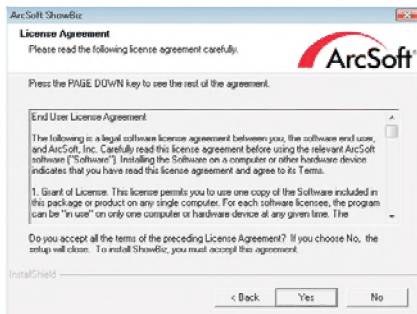 ArcSoft ShowBiz
License Agreement
Please read the following license agreement carefully.
ArcSoft
Press the PAGE DOWN key to see the rest of the agreement.
End User License Agreement
The following is a legal software license agreement between you, the software end user,
and ArcSoft, Inc. Carefully read this license agreement before using the relevant ArcSoft
software ("Software"). Installing the Software on a computer or other hardware device
indicates that you have read this license agreement and agree to its Terms.
1. Grant of License. This license permits you to use one copy of the Software included in
this package or product on any single computer. For each software licensee, the program
can be "in use" on only one computer or hardware device at any given time. The
Do you accept all the terms of the preceding License Agreement? If you choose No, the
setup will close. To install ShowBiz, you must accept this agreement.
InstallShield
< Back
Yes
No